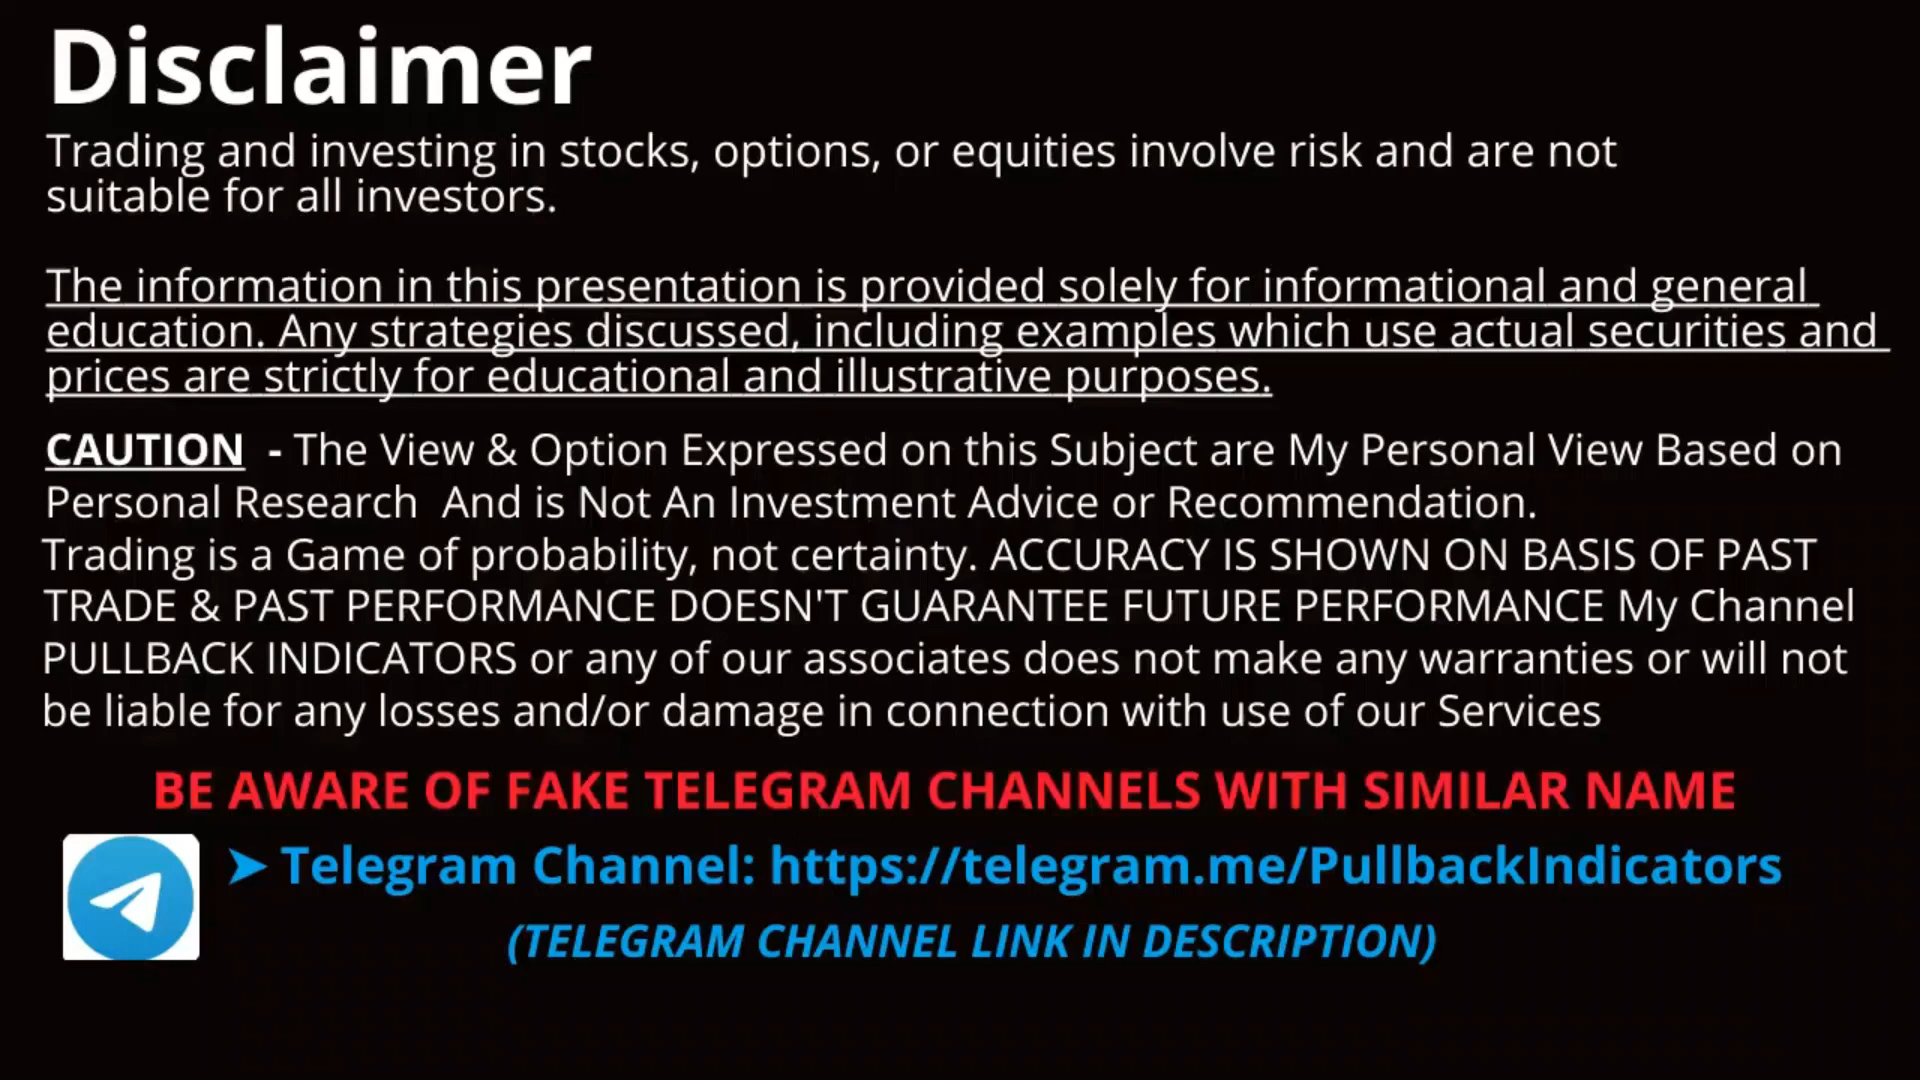 Disclaimer
Trading and investing in stocks, options, or equities involve risk and are not
suitable for all investors.
The information in this presentation is provided solely for informational and general
education. Any strategies discussed, including examples which use actual securities and
prices are strictly for educational and illustrative purposes.
CAUTION - The View & Option Expressed on this Subject are My Personal View Based on
Personal Research And is Not An Investment Advice or Recommendation.
Trading is a Game of probability, not certainty. ACCURACY IS SHOWN ON BASIS OF PAST
TRADE & PAST PERFORMANCE DOESN'T GUARANTEE FUTURE PERFORMANCE My Channel
PULLBACK INDICATORS or any of our associates does not make any warranties or will not
be liable for any losses and/or damage in connection with use of our Services
BE AWARE OF FAKE TELEGRAM CHANNELS WITH SIMILAR NAME
➤ Telegram Channel: https://telegram.me/PullbackIndicators
(TELEGRAM CHANNEL LINK IN DESCRIPTION)